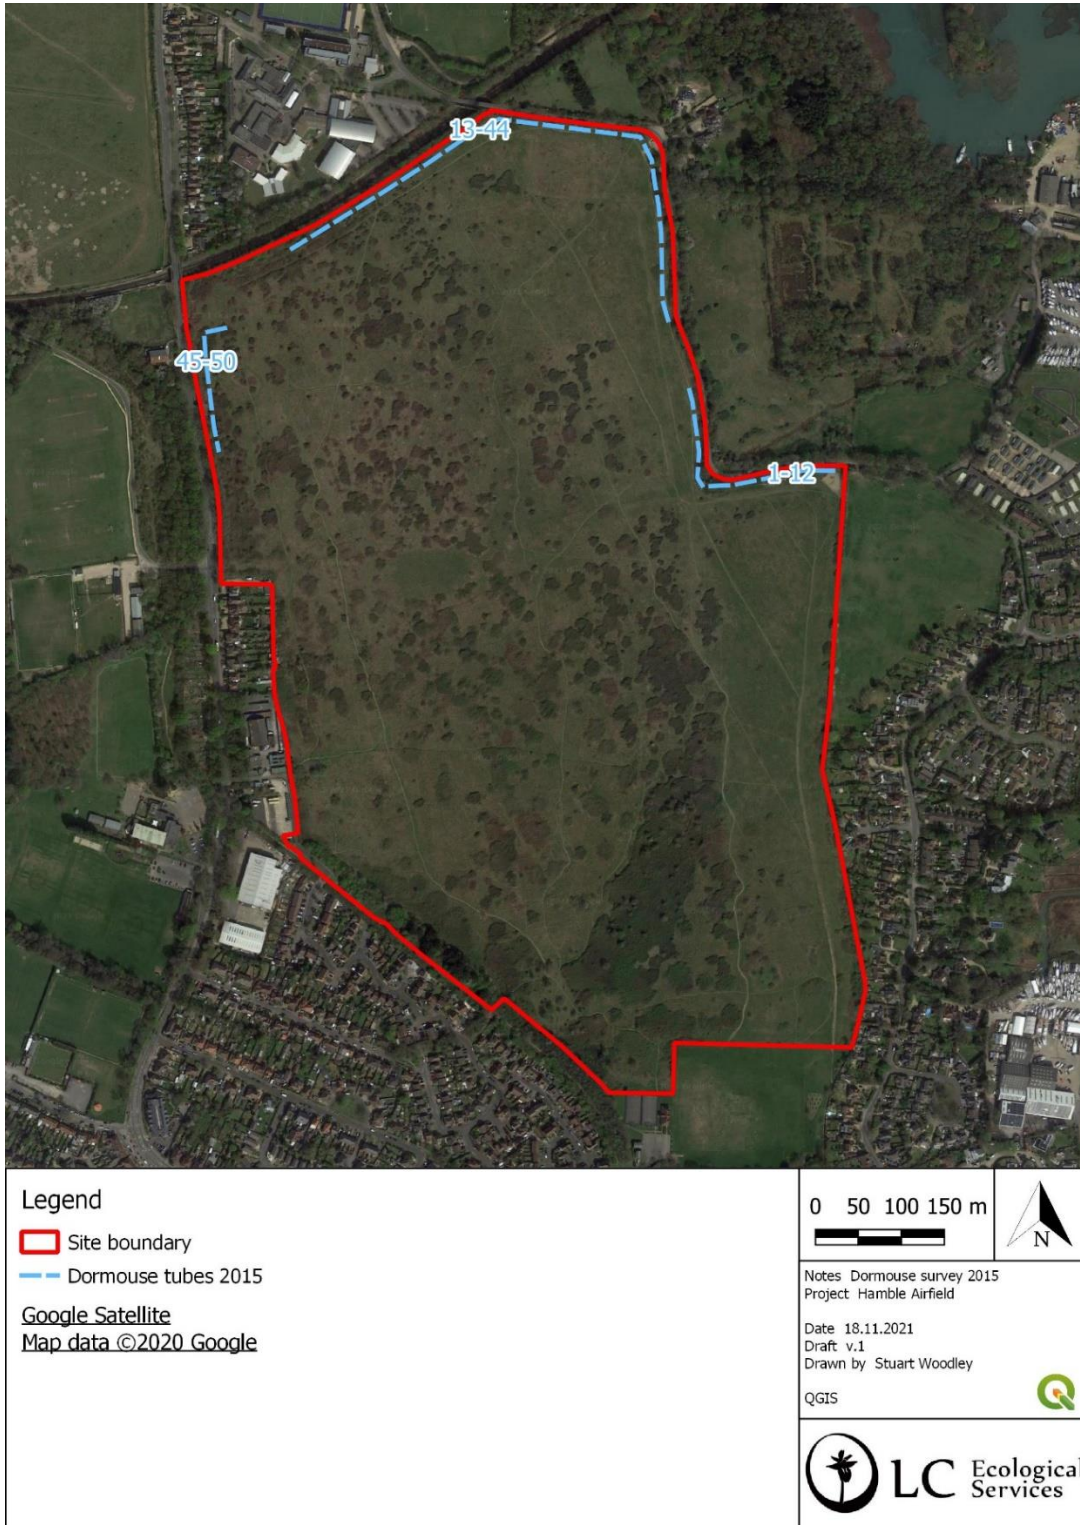 13-44
45-50
1-12
Legend
Site boundary
Dormouse tubes 2015
Google Satellite
Map data ©2020 Google
0 50 100 150 m
N
Notes Dormouse survey 2015
Project Hamble Airfield
Date 18.11.2021
Draft v.1
Drawn by Stuart Woodley
QGIS
LC Ecological
Services